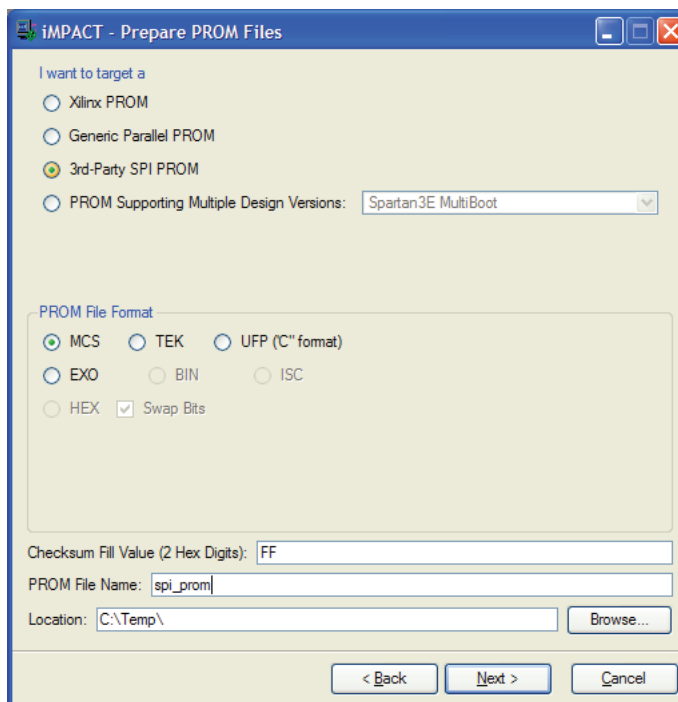 iMPACT - Prepare PROM Files
I want to target a
Xilinx PROM
Generic Parallel PROM
3rd-Party SPI PROM
PROM Supporting Multiple Design Versions: Spartan3E MultiBoot
PROM File Format
MCS TEK UFP ('C" format)
EXO BIN ISC
HEX Swap Bits
Checksum Fill Value (2 Hex Digits): FF
PROM File Name: spi_prom
Location: C:\Temp\ Browse...
< Back Next > Cancel